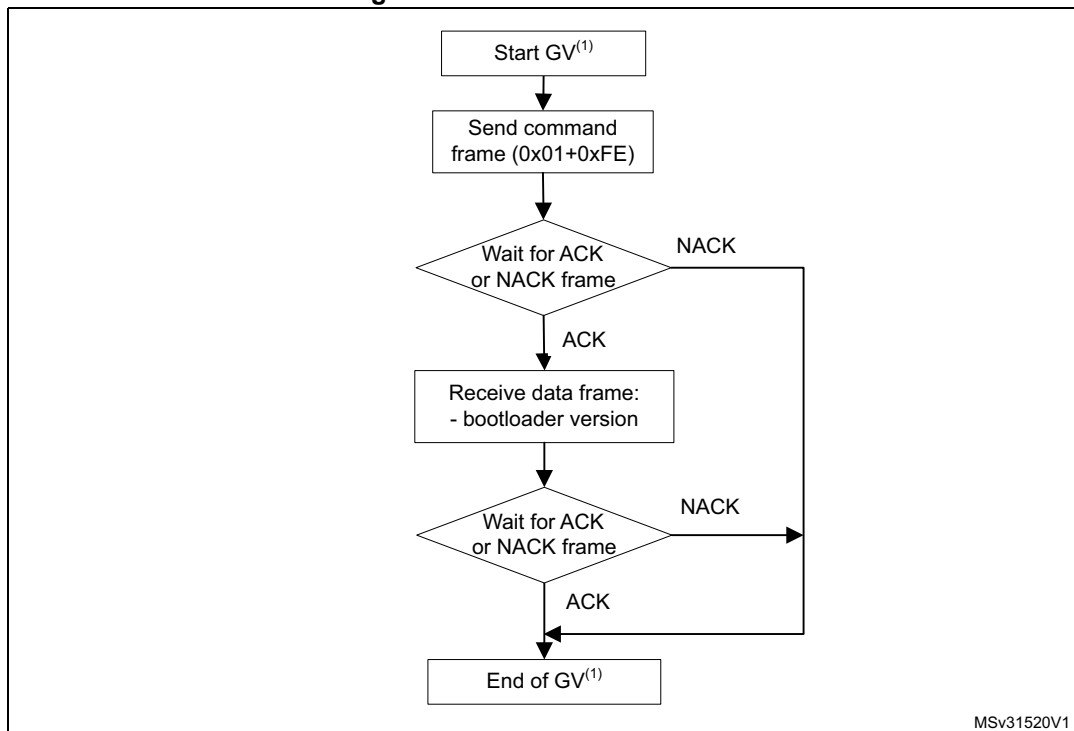 Start GV(1)
Send command
frame (0x01+0xFE)
Wait for ACK
or NACK frame
NACK
ACK
Receive data frame:
- bootloader version
Wait for ACK
or NACK frame
NACK
ACK
End of GV(1)
MSv31520V1